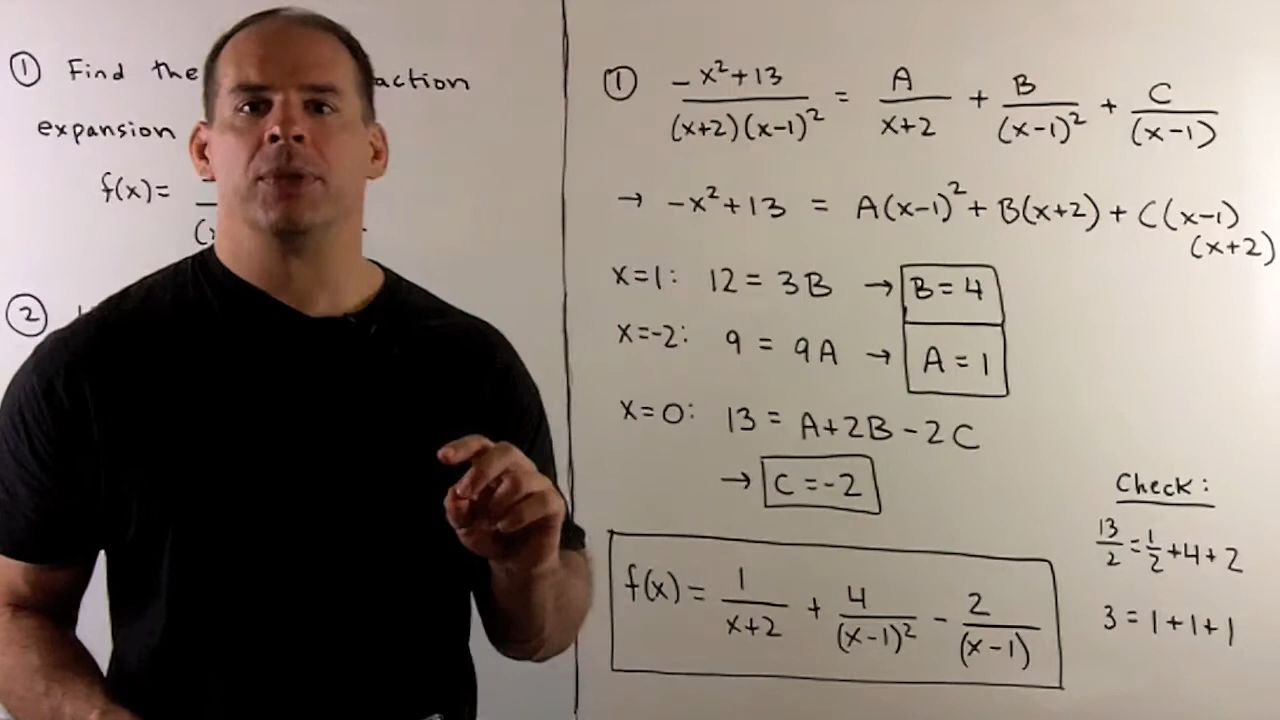 ① Find the action
expansion
f(x)=
(
②
① (-x²+13)/((x+2)(x-1)²) = A/(x+2) + B/(x-1)² + C/(x-1)
→ -x²+13 = A(x-1)² + B(x+2) + C(x-1)
(x+2)
x=1: 12 = 3B → B = 4
x=-2: 9 = 9A → A = 1
x=0: 13 = A+2B-2C
→ C = -2
Check:
13/2 = 1/2 + 4 + 2
f(x) = 1/(x+2) + 4/(x-1)² - 2/(x-1)
3 = 1+1+1